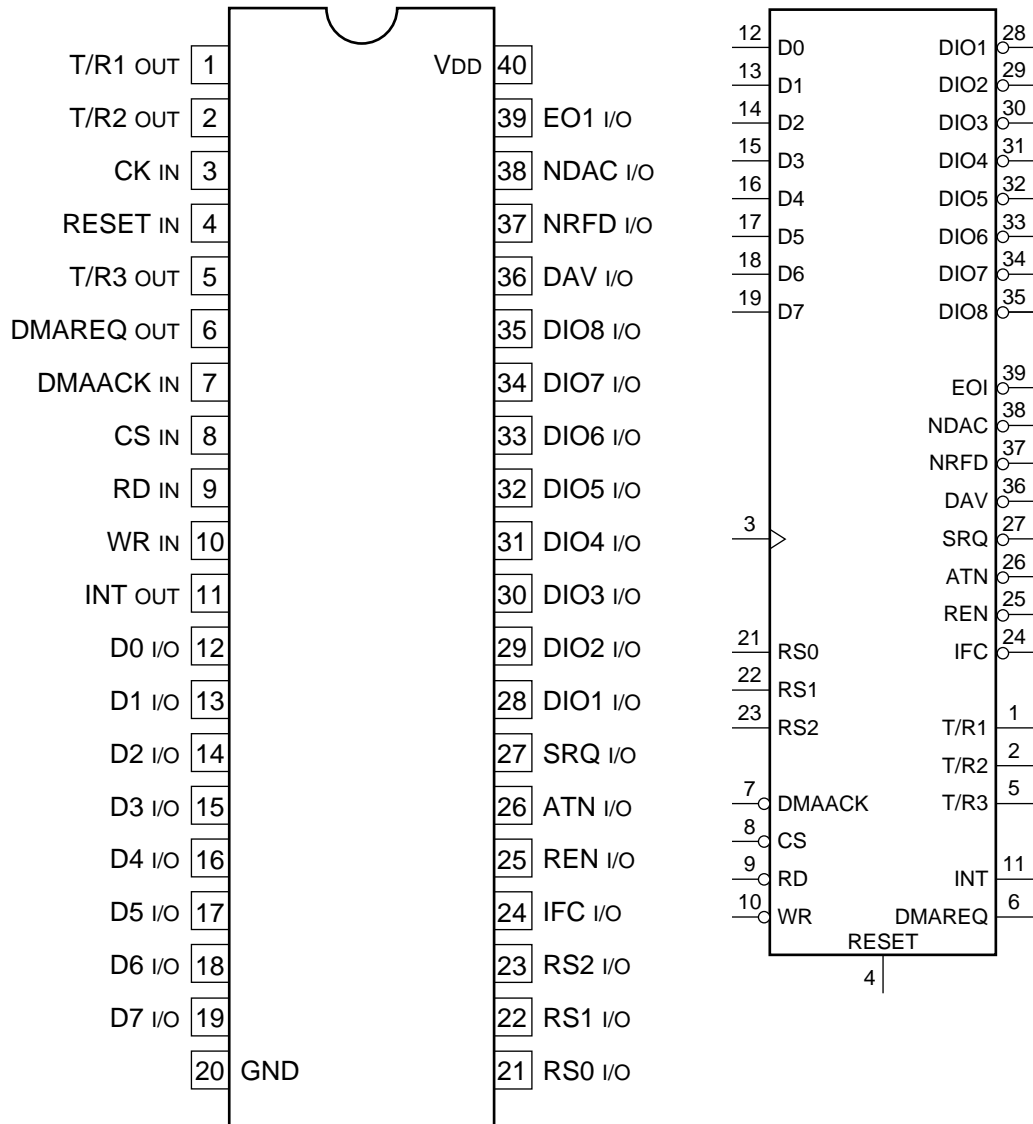 T/R1 OUT 1
T/R2 OUT 2
CK IN 3
RESET IN 4
T/R3 OUT 5
DMAREQ OUT 6
DMAACK IN 7
CS IN 8
RD IN 9
WR IN 10
INT OUT 11
D0 I/O 12
D1 I/O 13
D2 I/O 14
D3 I/O 15
D4 I/O 16
D5 I/O 17
D6 I/O 18
D7 I/O 19
20 GND
VDD 40
39 EO1 I/O
38 NDAC I/O
37 NRFD I/O
36 DAV I/O
35 DIO8 I/O
34 DIO7 I/O
33 DIO6 I/O
32 DIO5 I/O
31 DIO4 I/O
30 DIO3 I/O
29 DIO2 I/O
28 DIO1 I/O
27 SRQ I/O
26 ATN I/O
25 REN I/O
24 IFC I/O
23 RS2 I/O
22 RS1 I/O
21 RS0 I/O
12 D0
13 D1
14 D2
15 D3
16 D4
17 D5
18 D6
19 D7
3
21 RS0
22 RS1
23 RS2
7 DMAACK
8 CS
9 RD
10 WR
DIO1 28
DIO2 29
DIO3 30
DIO4 31
DIO5 32
DIO6 33
DIO7 34
DIO8 35
EOI 39
NDAC 38
NRFD 37
DAV 36
SRQ 27
ATN 26
REN 25
IFC 24
T/R1 1
T/R2 2
T/R3 5
INT 11
DMAREQ 6
RESET
4